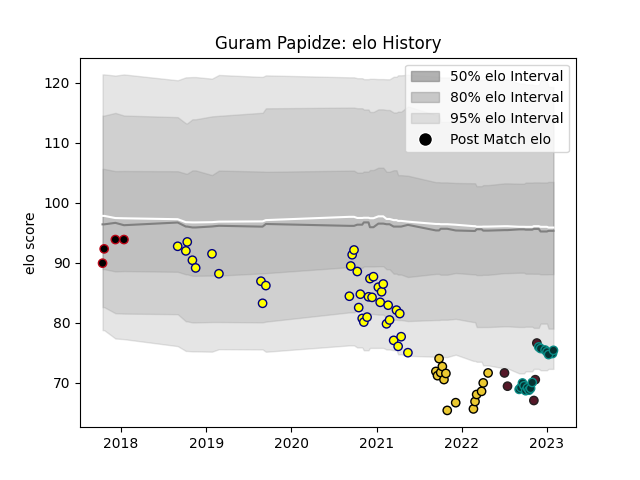 Guram Papidze: elo History
50% elo Interval
80% elo Interval
95% elo Interval
Post Match elo
elo score
120
110
100
90
80
70
2018
2019
2020
2021
2022
2023